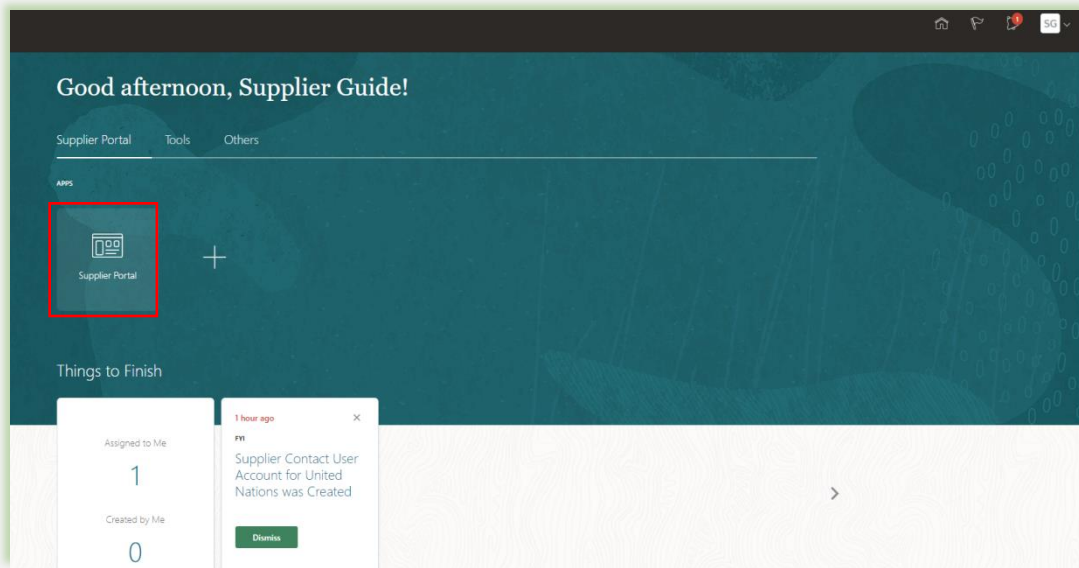 1
SG
Good afternoon, Supplier Guide!
Supplier Portal Tools Others
APPS
Supplier Portal
Things to Finish
Assigned to Me
1
Created by Me
0
1 hour ago
FYI
Supplier Contact User
Account for United
Nations was Created
Dismiss